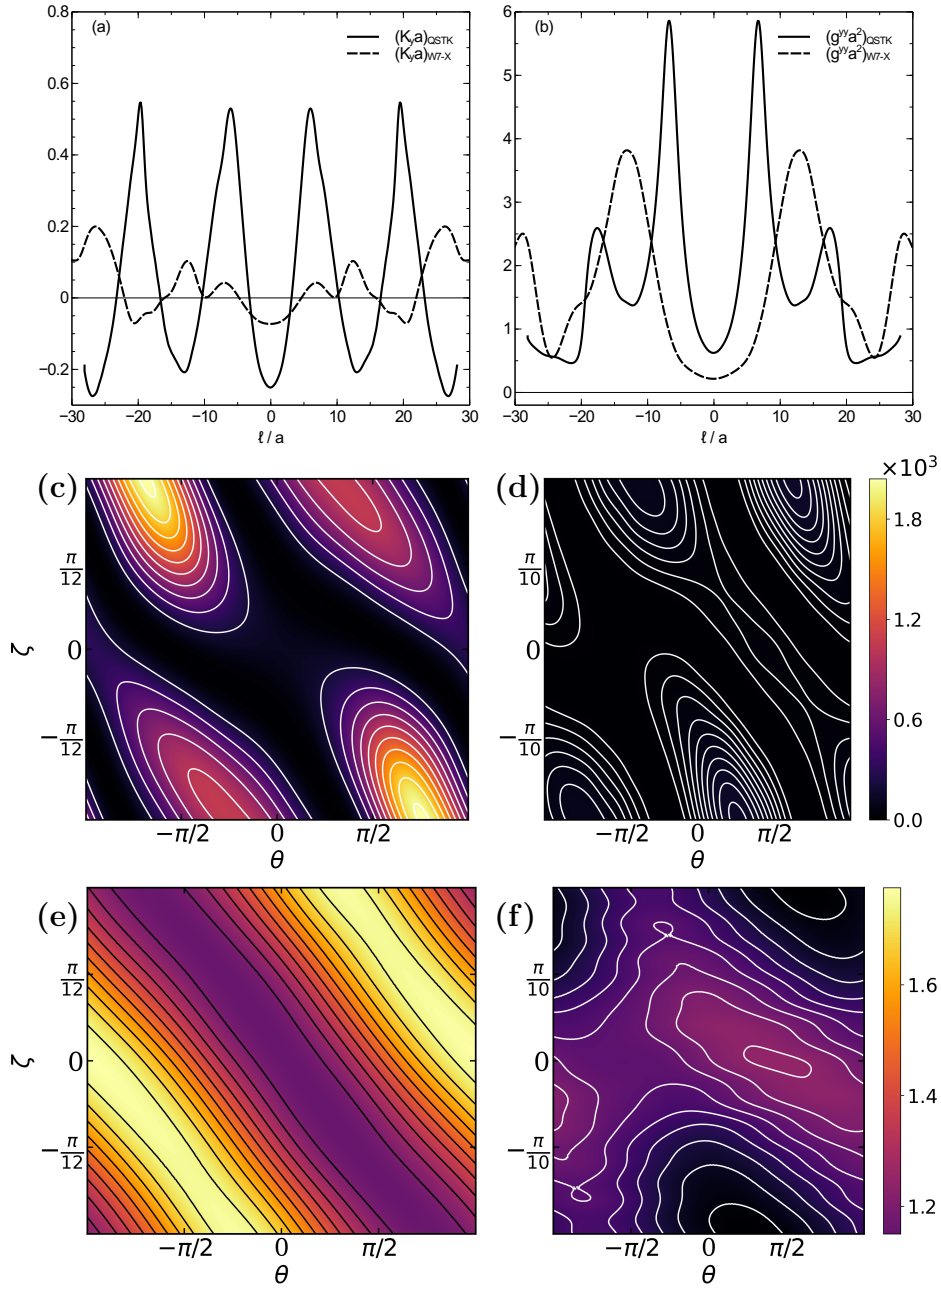 (a)
(K_y a)_QSTK
(K_y a)_W7-X
0.8
0.6
0.4
0.2
0
−0.2
−30 −20 −10 0 10 20 30
ℓ / a
(b)
(g^yy a^2)_QSTK
(g^yy a^2)_W7-X
6
5
4
3
2
1
0
−30 −20 −10 0 10 20 30
ℓ / a
(c)
π/12
0
−π/12
ζ
−π/2 0 π/2
θ
(d)
π/10
0
−π/10
−π/2 0 π/2
θ
×10^3
1.8
1.2
0.6
0.0
(e)
π/12
0
−π/12
ζ
−π/2 0 π/2
θ
(f)
π/10
0
−π/10
−π/2 0 π/2
θ
1.6
1.4
1.2